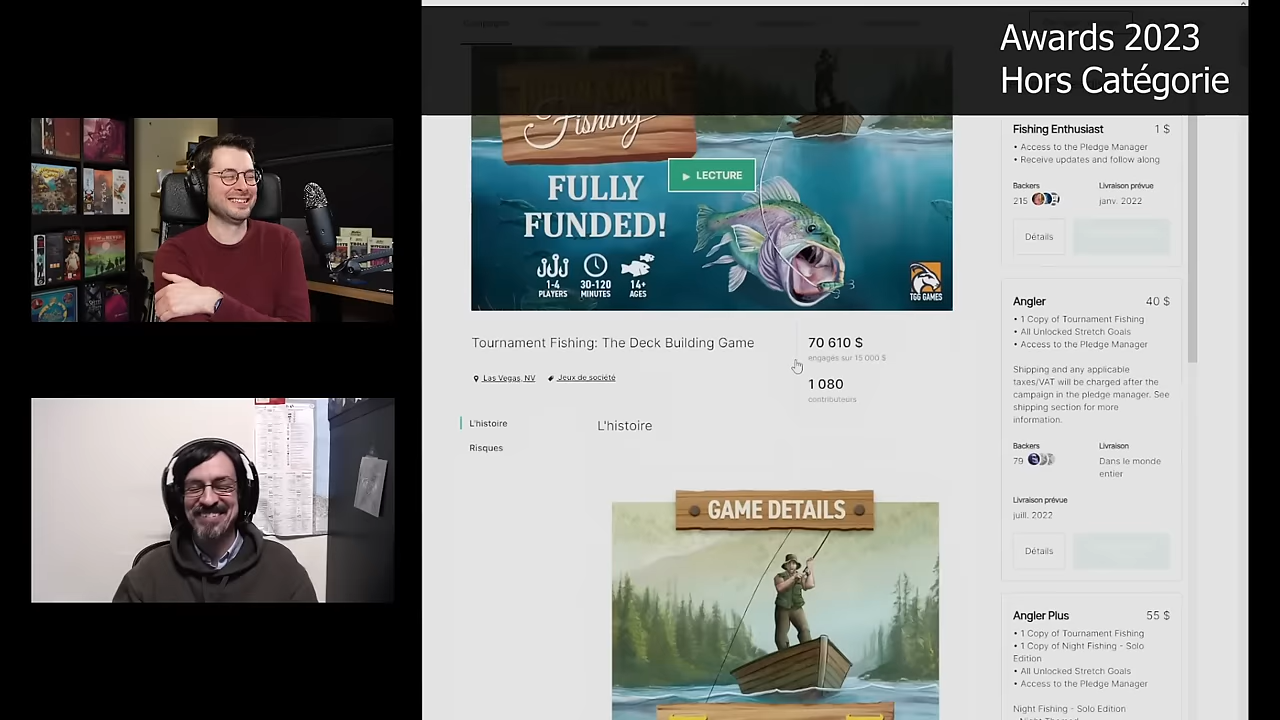 Awards 2023
Hors Catégorie
Fishing
FULLY
FUNDED!
LECTURE
1-4
PLAYERS
30-120
MINUTES
14+
AGES
TGG GAMES
Tournament Fishing: The Deck Building Game
Las Vegas, NV
Jeux de société
70 610 $
engagés sur 15 000 $
1 080
contributeurs
L'histoire
Risques
L'histoire
GAME DETAILS
Fishing Enthusiast
1 $
• Access to the Pledge Manager
• Receive updates and follow along
Backers
215
Livraison prévue
janv. 2022
Détails
Angler
40 $
• 1 Copy of Tournament Fishing
• All Unlocked Stretch Goals
• Access to the Pledge Manager
Shipping and any applicable
taxes/VAT will be charged after the
campaign in the pledge manager. See
shipping section for more
information.
Backers
79
Livraison
Dans le monde
entier
Livraison prévue
juill. 2022
Détails
Angler Plus
55 $
• 1 Copy of Tournament Fishing
• 1 Copy of Night Fishing - Solo
Edition
• All Unlocked Stretch Goals
• Access to the Pledge Manager
Night Fishing - Solo Edition